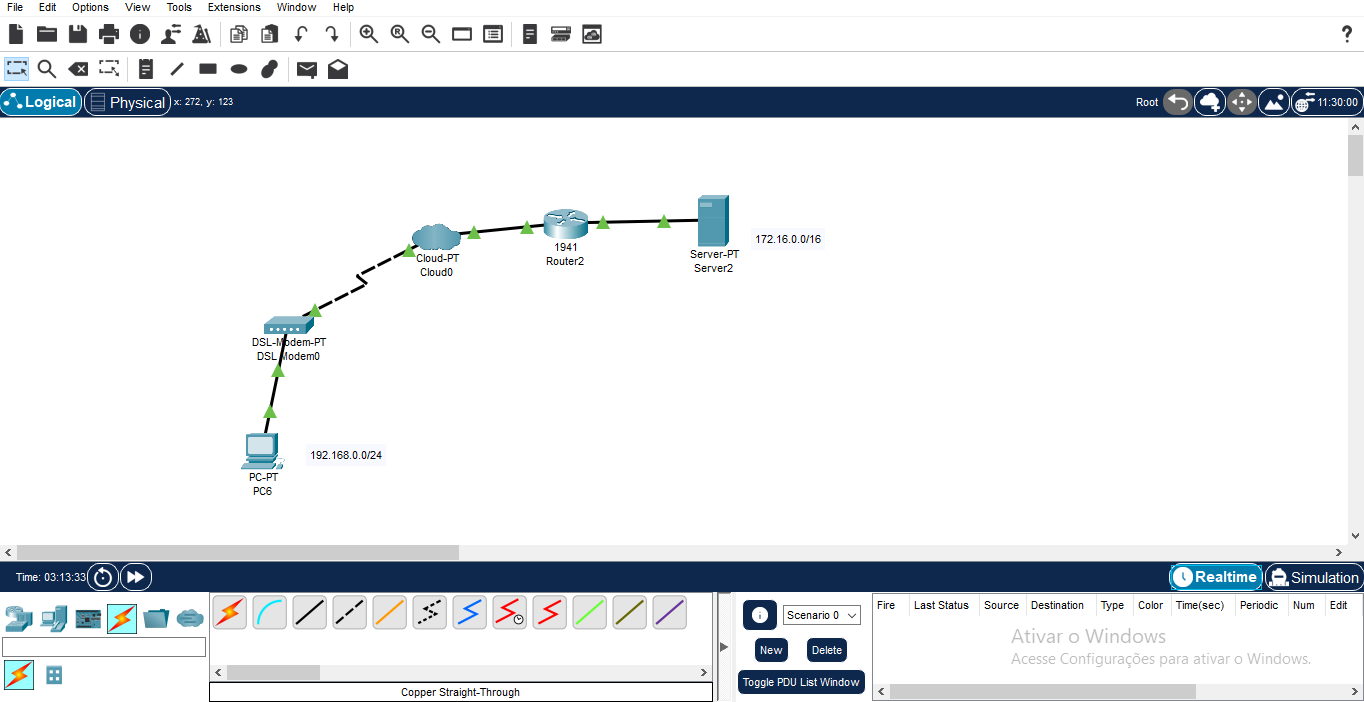 File Edit Options View Tools Extensions Window Help
Logical Physical x: 272, y: 123 Root 11:30:00
172.16.0.0/16
1941
Router2
Server-PT
Server2
Cloud-PT
Cloud0
DSL-Modem-PT
DSL Modem0
192.168.0.0/24
PC-PT
PC6
Time: 03:13:33 Realtime Simulation
Scenario 0
New Delete
Toggle PDU List Window
Copper Straight-Through
Fire Last Status Source Destination Type Color Time(sec) Periodic Num Edit
Ativar o Windows
Acesse Configurações para ativar o Windows.